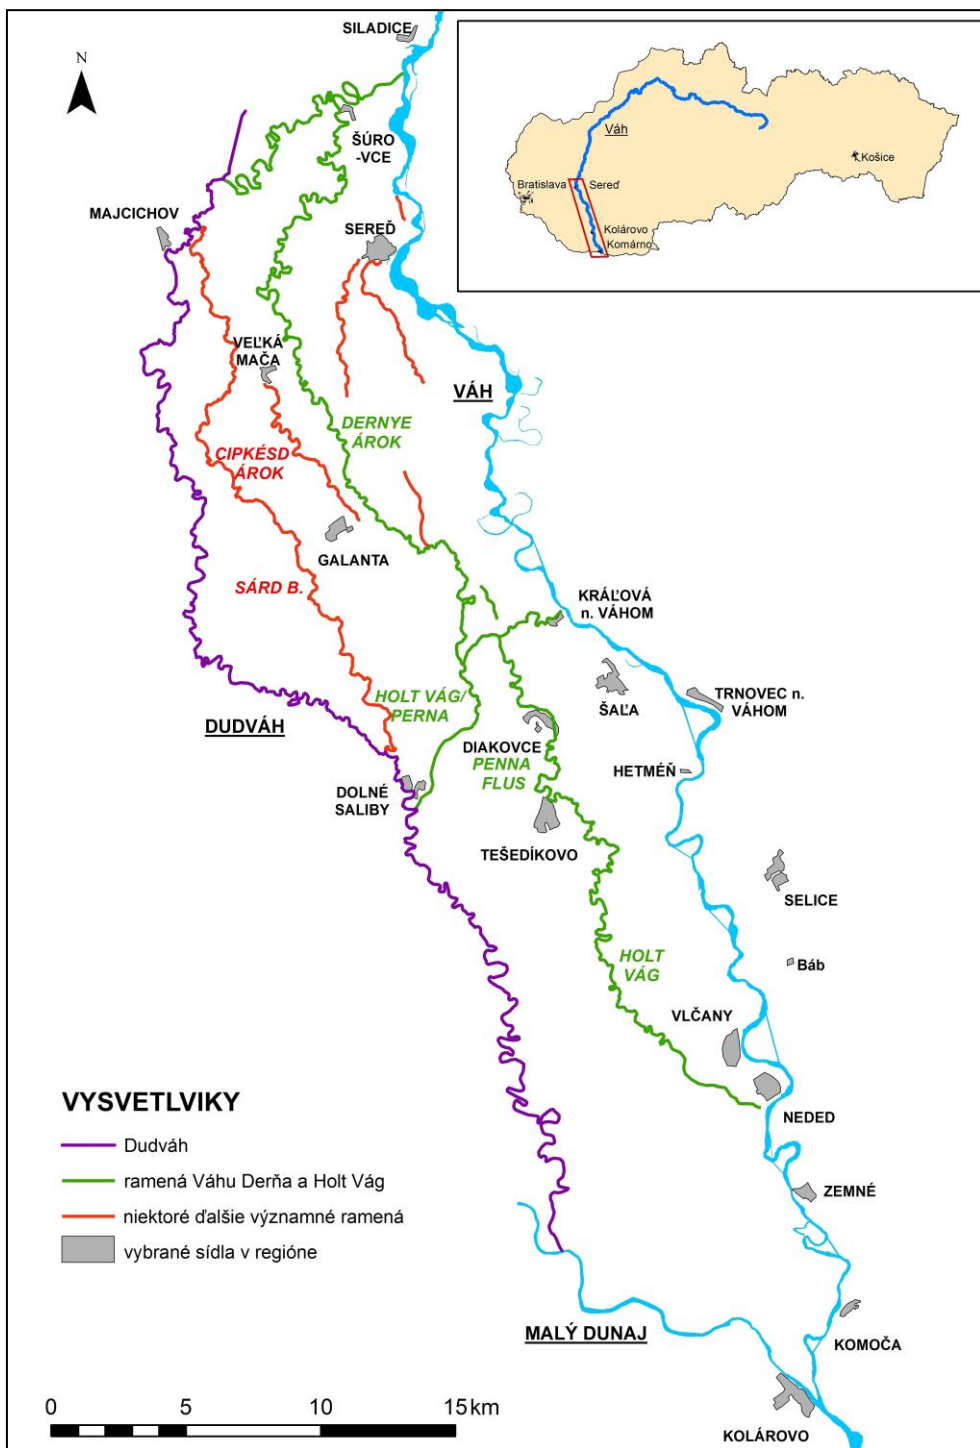 SILADICE
N
ŠÚRO
-VCE
MAJCICHOV
SEREĎ
Váh
Košice
Bratislava
Sereď
Kolárovo
Komárno
VEĽKÁ
MAČA
VÁH
DERNYE
ÁROK
CIPKÉSD
ÁROK
GALANTA
SÁRD B.
KRÁĽOVÁ
n. VÁHOM
ŠAĽA
TRNOVEC n.
VÁHOM
HOLT VÁG/
PERNA
DUDVÁH
DIAKOVCE
PENNA
FLUS
HETMÉŇ
DOLNÉ
SALIBY
TEŠEDÍKOVO
SELICE
HOLT
VÁG
Báb
VLČANY
NEDED
ZEMNÉ
VYSVETLVIKY
Dudváh
ramená Váhu Derňa a Holt Vág
niektoré ďalšie významné ramená
vybrané sídla v regióne
MALÝ DUNAJ
KOMOČA
KOLÁROVO
0 5 10 15 km